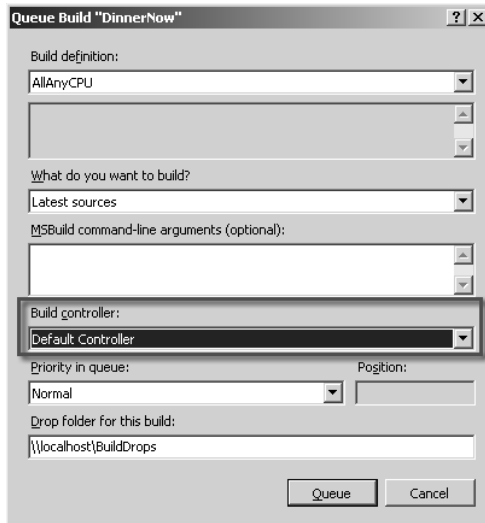 Queue Build "DinnerNow"
Build definition:
AllAnyCPU
What do you want to build?
Latest sources
MSBuild command-line arguments (optional):
Build controller:
Default Controller
Priority in queue: Position:
Normal
Drop folder for this build:
\\localhost\BuildDrops
Queue Cancel